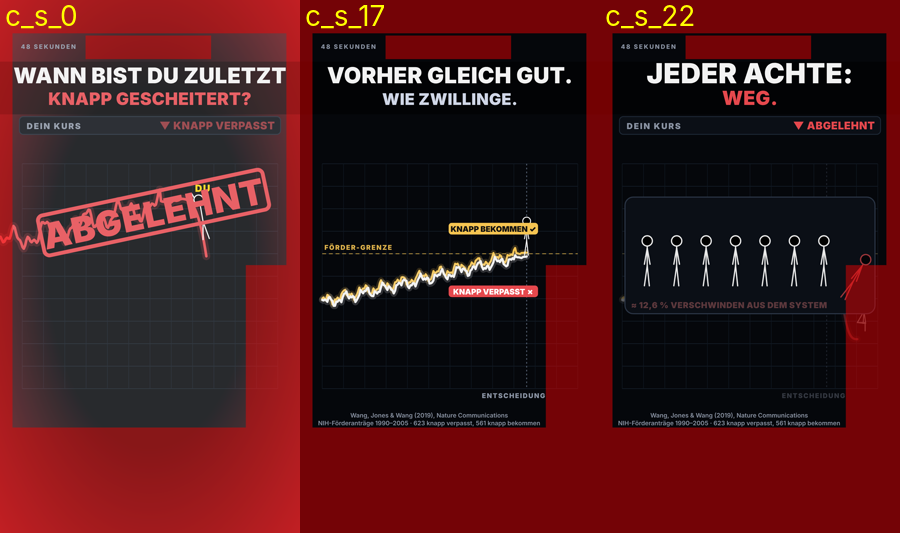 c_s_0
48 SEKUNDEN
WANN BIST DU ZULETZT
KNAPP GESCHEITERT?
DEIN KURS
▼ KNAPP VERPASST
DU
ABGELEHNT
c_s_17
48 SEKUNDEN
VORHER GLEICH GUT.
WIE ZWILLINGE.
KNAPP BEKOMMEN ✓
FÖRDER-GRENZE
KNAPP VERPASST ×
ENTSCHEIDUNG
Wang, Jones & Wang (2019), Nature Communications
NIH-Förderanträge 1990–2005 · 623 knapp verpasst, 561 knapp bekommen
c_s_22
48 SEKUNDEN
JEDER ACHTE:
WEG.
DEIN KURS
▼ ABGELEHNT
= 12,6 % VERSCHWINDEN AUS DEM SYSTEM
ENTSCHEIDUNG
Wang, Jones & Wang (2019), Nature Communications
NIH-Förderanträge 1990–2005 · 623 knapp verpasst, 561 knapp bekommen